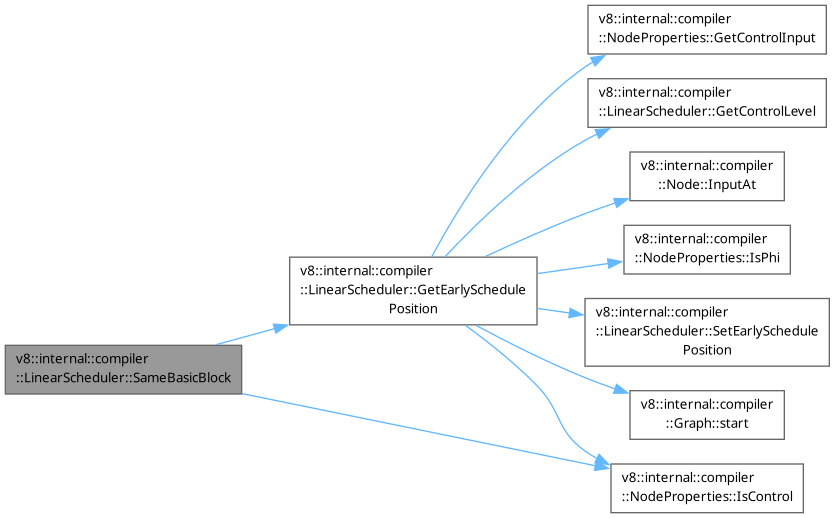 v8::internal::compiler
::NodeProperties::GetControlInput
v8::internal::compiler
::LinearScheduler::GetControlLevel
v8::internal::compiler
::Node::InputAt
v8::internal::compiler
::NodeProperties::IsPhi
v8::internal::compiler
::LinearScheduler::GetEarlySchedule
Position
v8::internal::compiler
::LinearScheduler::SetEarlySchedule
Position
v8::internal::compiler
::LinearScheduler::SameBasicBlock
v8::internal::compiler
::Graph::start
v8::internal::compiler
::NodeProperties::IsControl